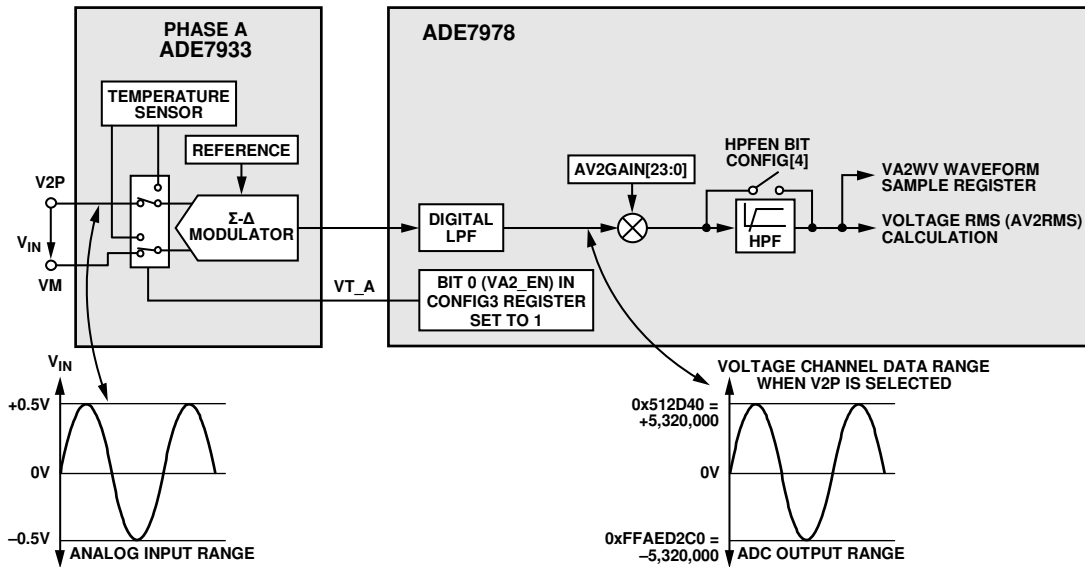 PHASE A
ADE7933
TEMPERATURE
SENSOR
REFERENCE
V2P
VIN
VM
Σ-Δ
MODULATOR
ADE7978
DIGITAL
LPF
AV2GAIN[23:0]
HPFEN BIT
CONFIG[4]
HPF
VA2WV WAVEFORM
SAMPLE REGISTER
VOLTAGE RMS (AV2RMS)
CALCULATION
VT_A
BIT 0 (VA2_EN) IN
CONFIG3 REGISTER
SET TO 1
VIN
+0.5V
0V
–0.5V
ANALOG INPUT RANGE
VOLTAGE CHANNEL DATA RANGE
WHEN V2P IS SELECTED
0x512D40 =
+5,320,000
0V
0xFFAED2C0 =
–5,320,000
ADC OUTPUT RANGE